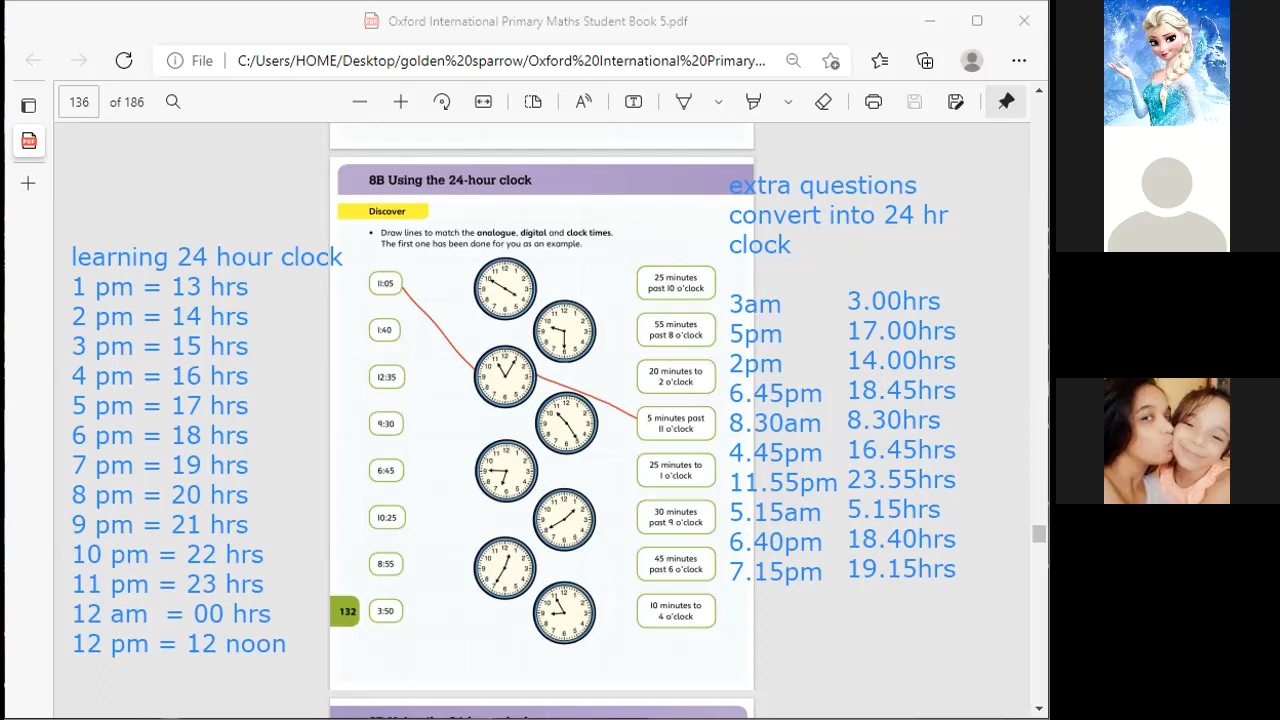 Oxford International Primary Maths Student Book 5.pdf
File C:/Users/HOME/Desktop/golden%20sparrow/Oxford%20International%20Primary...
136 of 186
8B Using the 24-hour clock
Discover
• Draw lines to match the analogue, digital and clock times.
The first one has been done for you as an example.
11:05
1:40
12:35
9:30
6:45
10:25
8:55
3:50
25 minutes
past 10 o'clock
55 minutes
past 8 o'clock
20 minutes to
2 o'clock
5 minutes past
11 o'clock
25 minutes to
1 o'clock
30 minutes
past 9 o'clock
45 minutes
past 6 o'clock
10 minutes to
4 o'clock
132
learning 24 hour clock
1 pm = 13 hrs
2 pm = 14 hrs
3 pm = 15 hrs
4 pm = 16 hrs
5 pm = 17 hrs
6 pm = 18 hrs
7 pm = 19 hrs
8 pm = 20 hrs
9 pm = 21 hrs
10 pm = 22 hrs
11 pm = 23 hrs
12 am = 00 hrs
12 pm = 12 noon
extra questions
convert into 24 hr
clock
3am 3.00hrs
5pm 17.00hrs
2pm 14.00hrs
6.45pm 18.45hrs
8.30am 8.30hrs
4.45pm 16.45hrs
11.55pm 23.55hrs
5.15am 5.15hrs
6.40pm 18.40hrs
7.15pm 19.15hrs